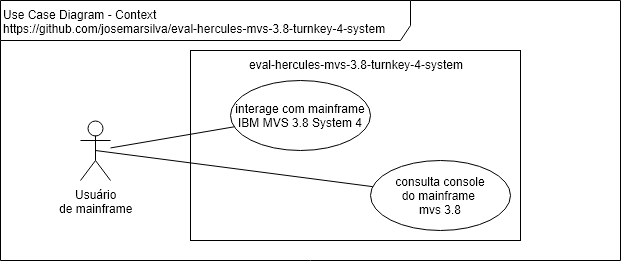 Use Case Diagram - Context
https://github.com/josemarsilva/eval-hercules-mvs-3.8-turnkey-4-system
eval-hercules-mvs-3.8-turnkey-4-system
interage com mainframe
IBM MVS 3.8 System 4
Usuário
de mainframe
consulta console
do mainframe
mvs 3.8